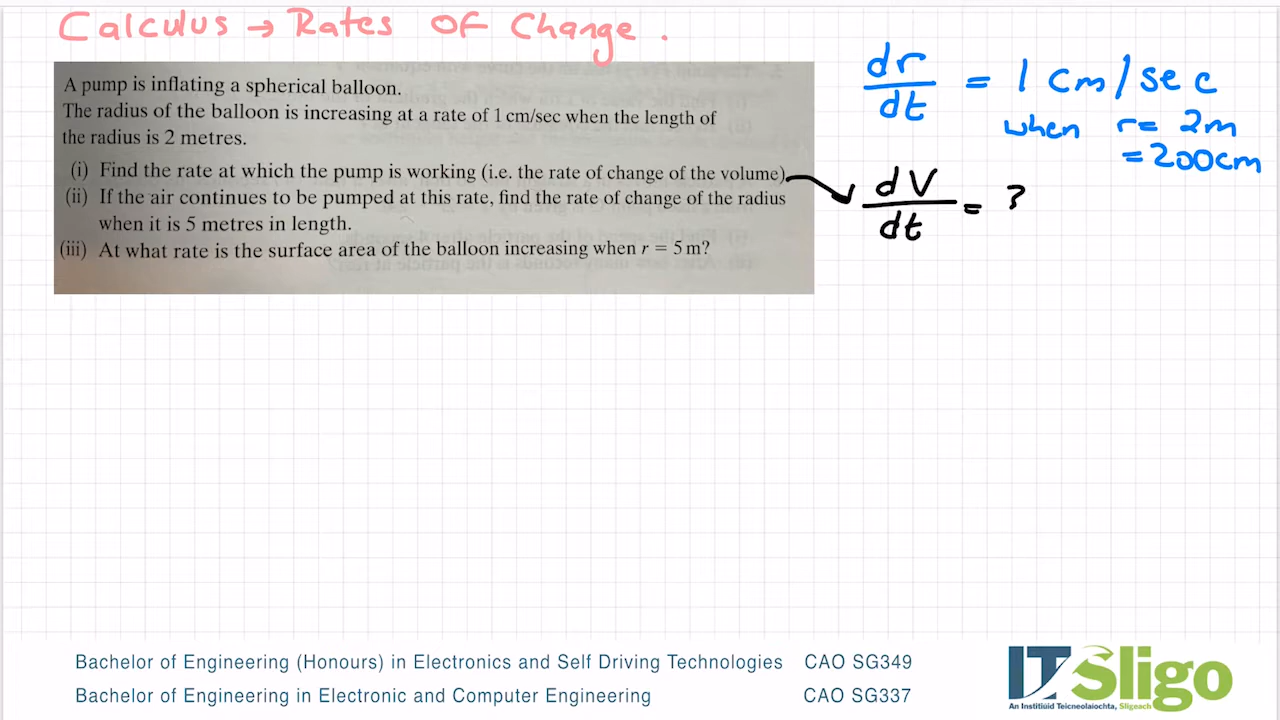 Calculus → Rates Of Change.
A pump is inflating a spherical balloon.
The radius of the balloon is increasing at a rate of 1 cm/sec when the length of
the radius is 2 metres.
(i) Find the rate at which the pump is working (i.e. the rate of change of the volume).
(ii) If the air continues to be pumped at this rate, find the rate of change of the radius
when it is 5 metres in length.
(iii) At what rate is the surface area of the balloon increasing when r = 5 m?
dr/dt = 1 cm/sec
when r = 2m
= 200cm
dV/dt = ?
Bachelor of Engineering (Honours) in Electronics and Self Driving Technologies CAO SG349
Bachelor of Engineering in Electronic and Computer Engineering CAO SG337
IT Sligo
An Institiúid Teicneolaíochta, Sligeach